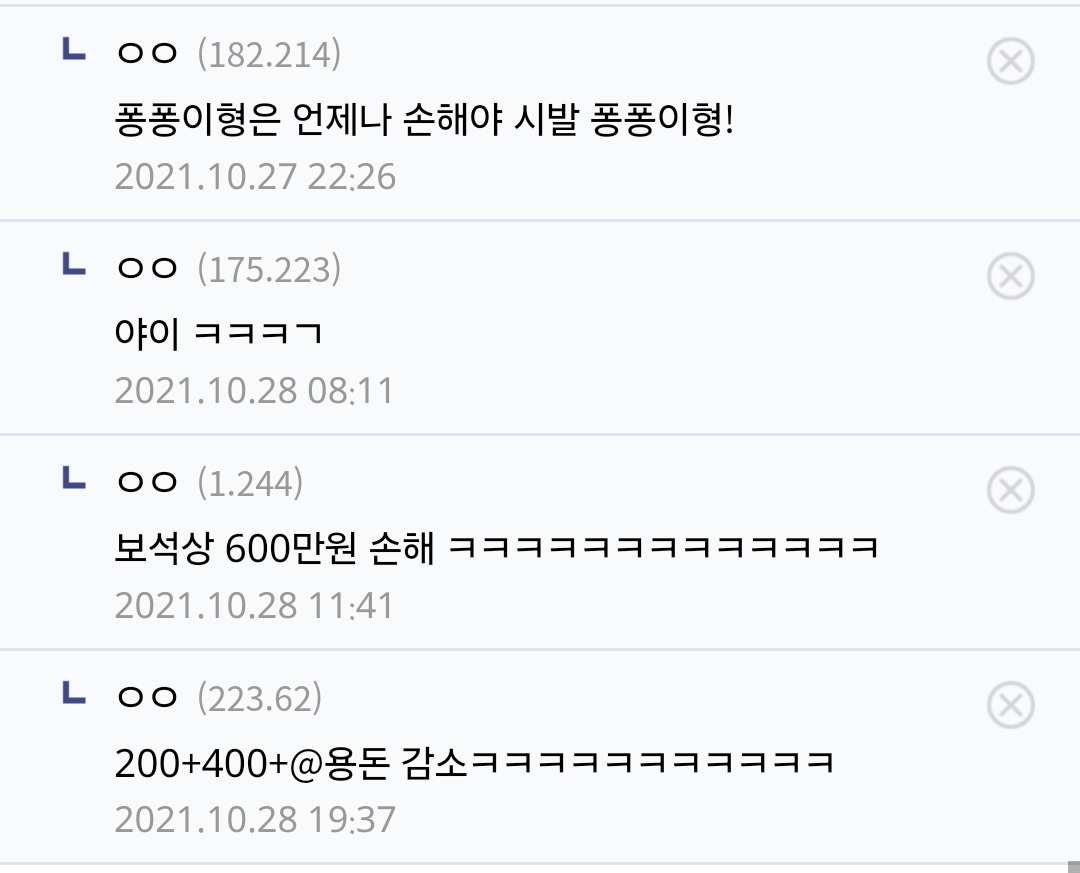 ㅇㅇ (182.214)
퐁퐁이형은 언제나 손해야 시발 퐁퐁이형!
2021.10.27 22:26
ㅇㅇ (175.223)
야이 ㅋㅋㅋㄱ
2021.10.28 08:11
ㅇㅇ (1.244)
보석상 600만원 손해 ㅋㅋㅋㅋㅋㅋㅋㅋㅋㅋㅋㅋㅋ
2021.10.28 11:41
ㅇㅇ (223.62)
200+400+@용돈 감소ㅋㅋㅋㅋㅋㅋㅋㅋㅋㅋㅋ
2021.10.28 19:37